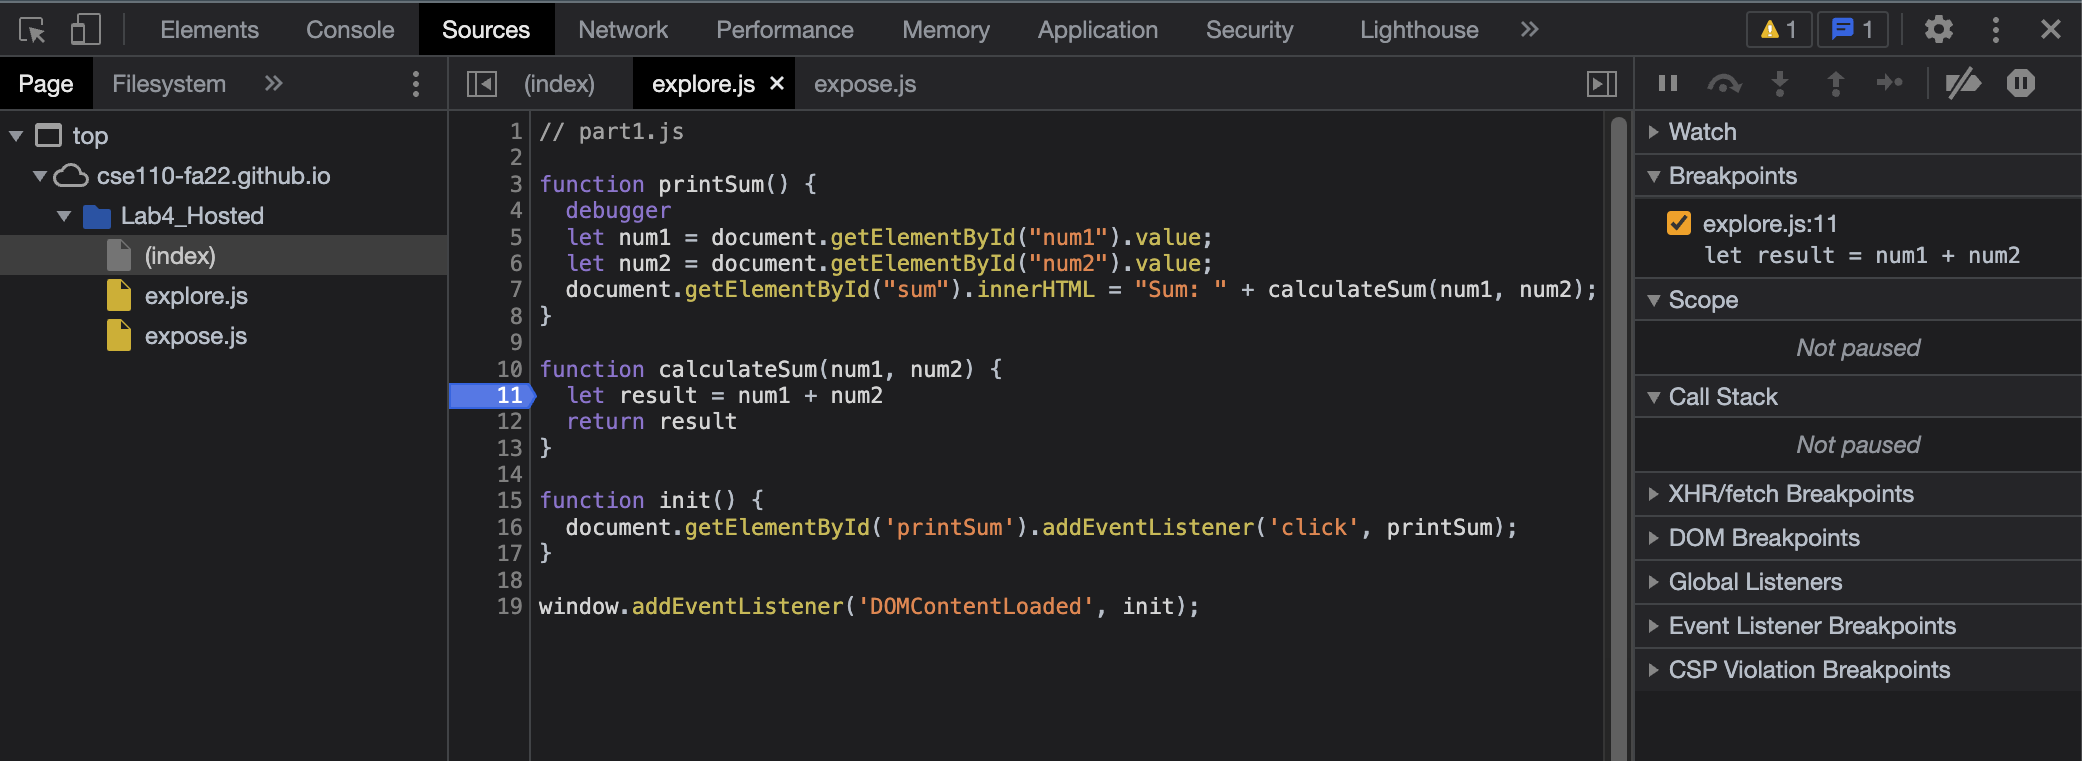 Elements Console Sources Network Performance Memory Application Security Lighthouse » 1 1
Page Filesystem »
top
cse110-fa22.github.io
Lab4_Hosted
(index)
explore.js
expose.js
(index) explore.js × expose.js
1 // part1.js
2
3 function printSum() {
4   debugger
5   let num1 = document.getElementById("num1").value;
6   let num2 = document.getElementById("num2").value;
7   document.getElementById("sum").innerHTML = "Sum: " + calculateSum(num1, num2);
8 }
9
10 function calculateSum(num1, num2) {
11   let result = num1 + num2
12   return result
13 }
14
15 function init() {
16   document.getElementById('printSum').addEventListener('click', printSum);
17 }
18
19 window.addEventListener('DOMContentLoaded', init);
Watch
Breakpoints
explore.js:11
let result = num1 + num2
Scope
Not paused
Call Stack
Not paused
XHR/fetch Breakpoints
DOM Breakpoints
Global Listeners
Event Listener Breakpoints
CSP Violation Breakpoints